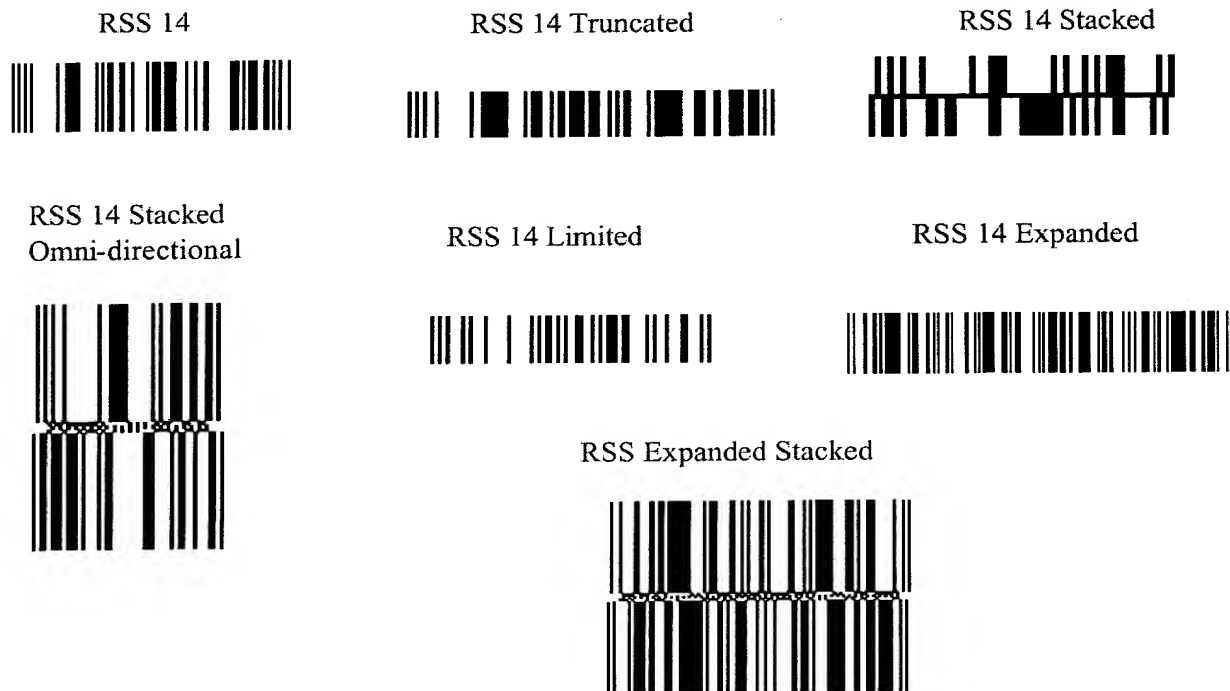 RSS 14
RSS 14 Truncated
RSS 14 Stacked
RSS 14 Stacked
Omni-directional
RSS 14 Limited
RSS 14 Expanded
RSS Expanded Stacked